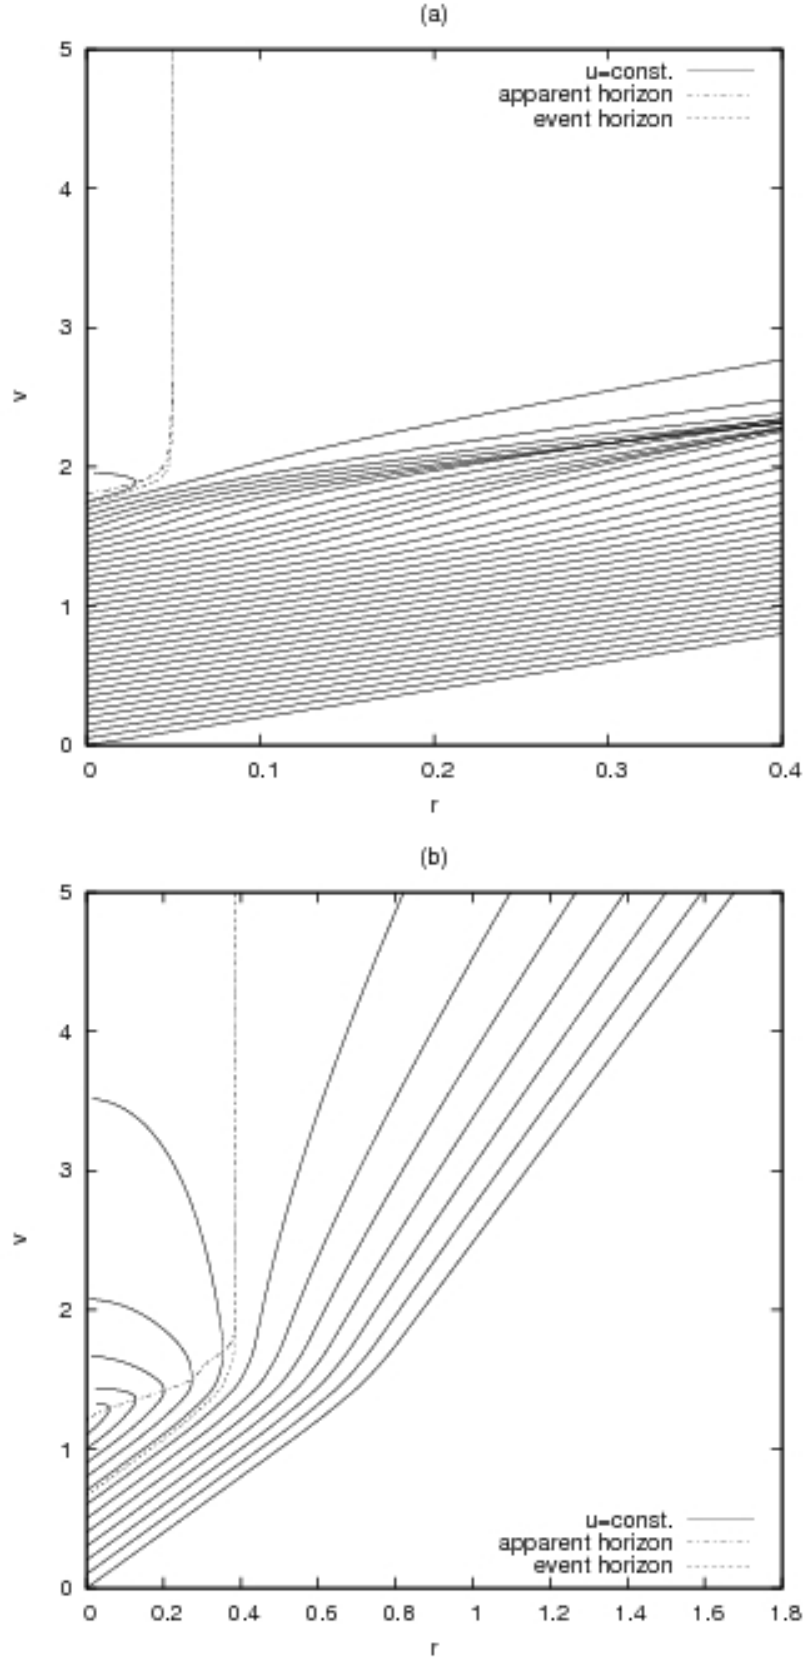 (a)
5
4
3
2
1
0
v
u=const.
apparent horizon
event horizon
0 0.1 0.2 0.3 0.4
r
(b)
5
4
3
2
1
0
v
u=const.
apparent horizon
event horizon
0 0.2 0.4 0.6 0.8 1 1.2 1.4 1.6 1.8
r